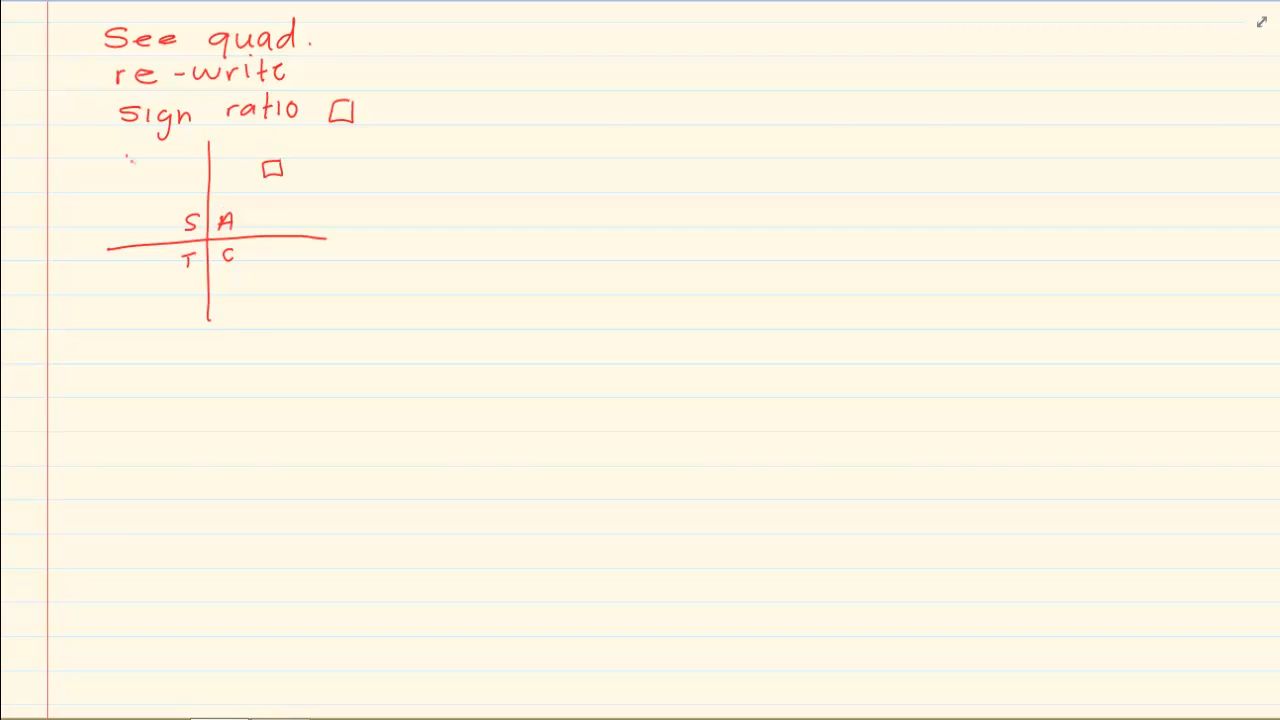 See quad.
re-write
sign ratio □
□
S A
T C